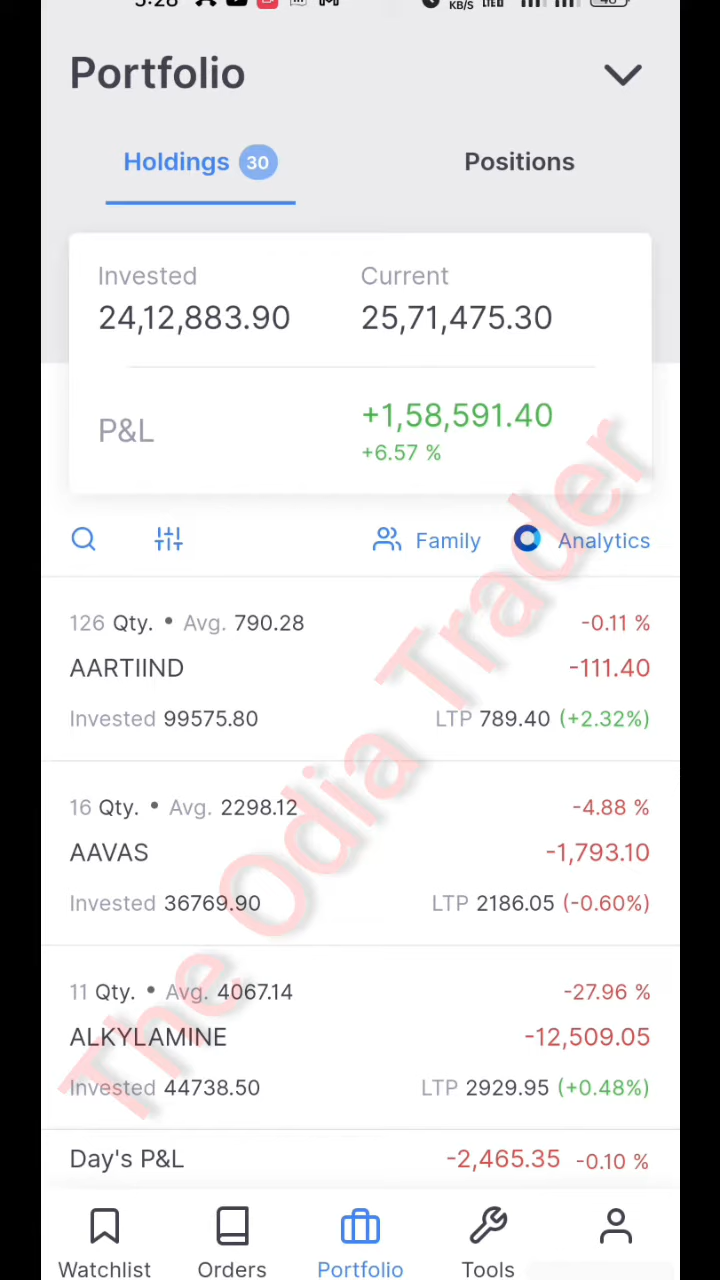 Portfolio
Holdings 30 Positions
Invested Current
24,12,883.90 25,71,475.30
P&L +1,58,591.40
+6.57 %
Family Analytics
126 Qty. • Avg. 790.28 -0.11 %
AARTIIND -111.40
Invested 99575.80 LTP 789.40 (+2.32%)
16 Qty. • Avg. 2298.12 -4.88 %
AAVAS -1,793.10
Invested 36769.90 LTP 2186.05 (-0.60%)
11 Qty. • Avg. 4067.14 -27.96 %
ALKYLAMINE -12,509.05
Invested 44738.50 LTP 2929.95 (+0.48%)
Day's P&L -2,465.35 -0.10 %
Watchlist Orders Portfolio Tools
The Odia Trader